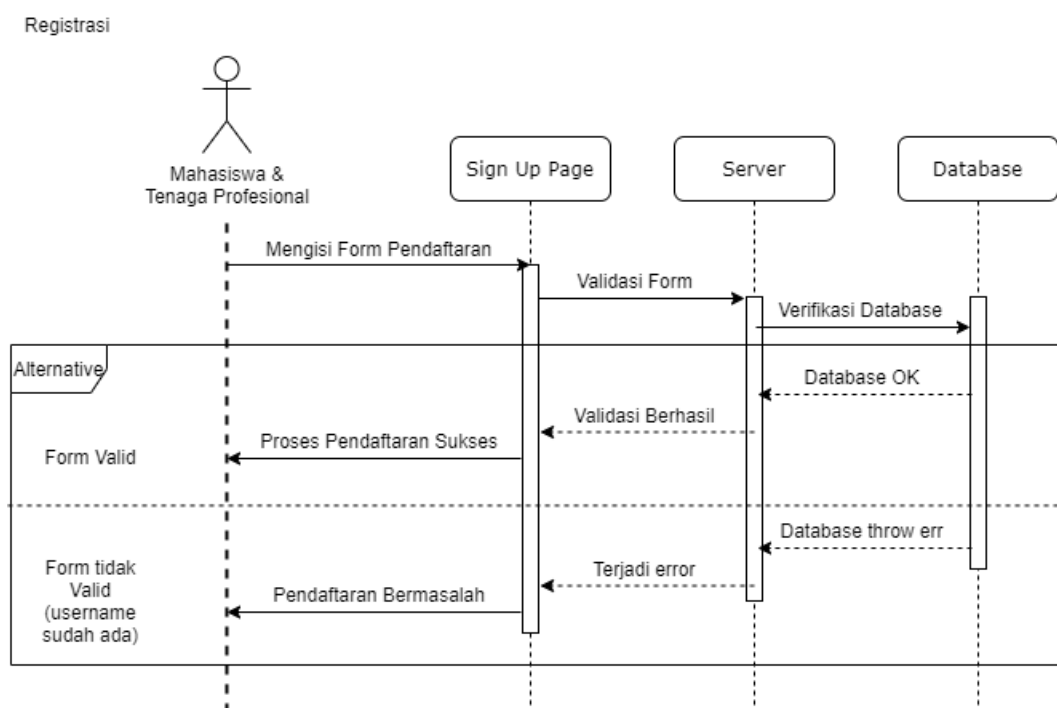 Registrasi
Mahasiswa &
Tenaga Profesional
Sign Up Page
Server
Database
Mengisi Form Pendaftaran
Validasi Form
Verifikasi Database
Alternative
Database OK
Validasi Berhasil
Proses Pendaftaran Sukses
Form Valid
Database throw err
Terjadi error
Pendaftaran Bermasalah
Form tidak
Valid
(username
sudah ada)